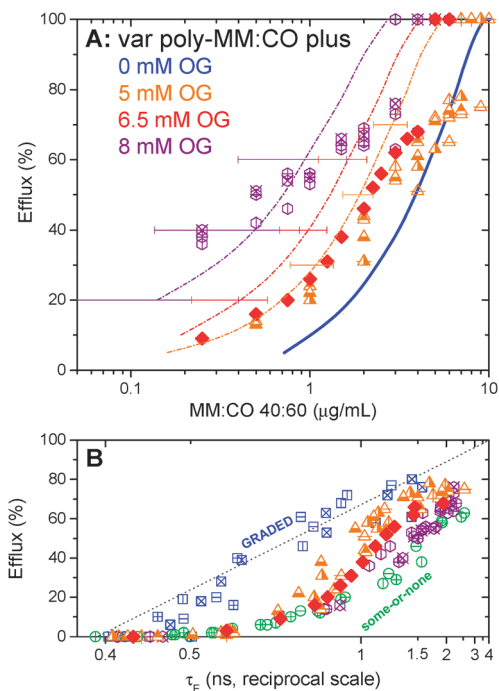 A: var poly-MM:CO plus
0 mM OG
5 mM OG
6.5 mM OG
8 mM OG
Efflux (%)
100
80
60
40
20
0
0.1 1 10
MM:CO 40:60 (μg/mL)
B
GRADED
some-or-none
Efflux (%)
100
80
60
40
20
0
0.4 0.5 1 1.5 2 3 4
τF (ns, reciprocal scale)